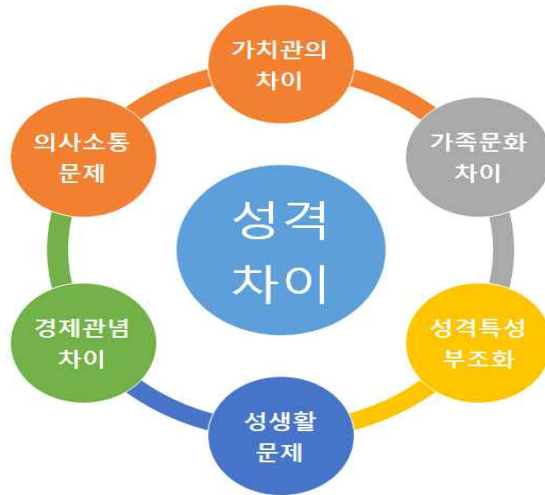 가치관의
차이
가족문화
차이
성격특성
부조화
성생활
문제
경제관념
차이
의사소통
문제
성격
차이